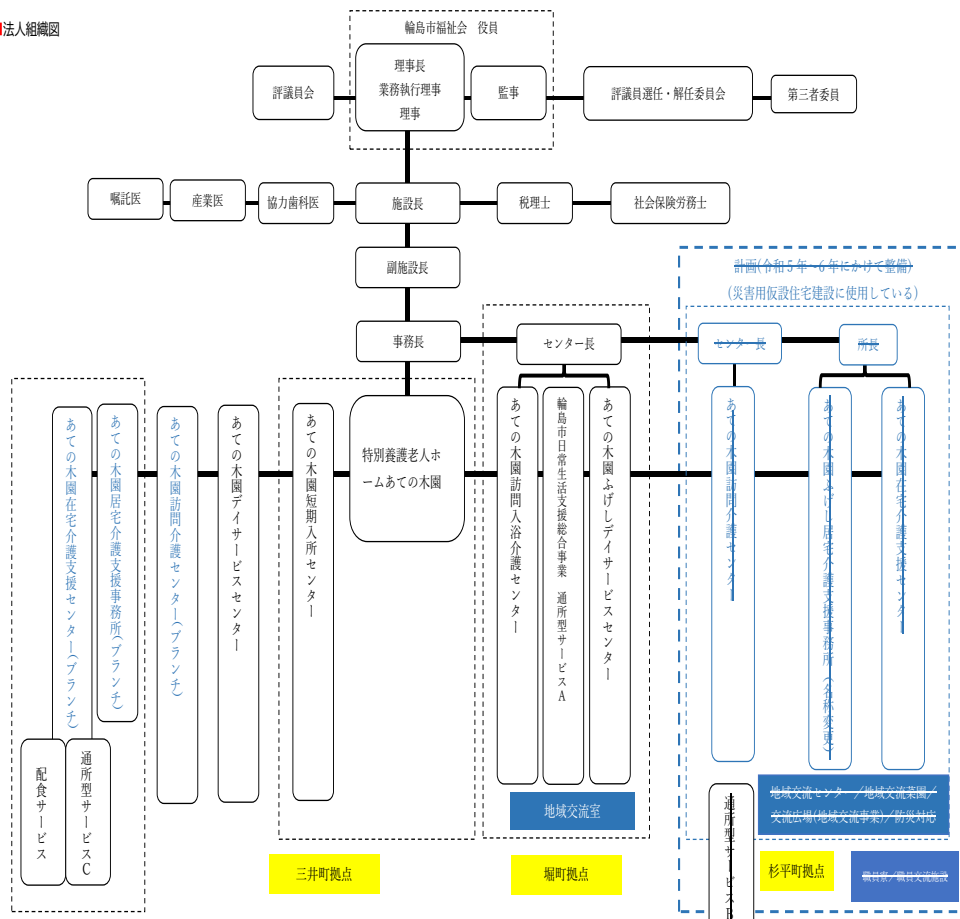 法人組織図
輪島市福祉会　役員
評議員会
理事長
業務執行理事
理事
監事
評議員選任・解任委員会
第三者委員
嘱託医
産業医
協力歯科医
施設長
税理士
社会保険労務士
副施設長
計画(令和5年~6年にかけて整備)
(災害用仮設住宅建設に使用している)
事務長
センター長
センター長
所長
あての木園在宅介護支援センター(ブランチ)
あての木園居宅介護支援事務所(ブランチ)
あての木園訪問介護センター(ブランチ)
あての木園デイサービスセンター
あての木園短期入所センター
特別養護老人ホ
ームあての木園
あての木園訪問入浴介護センター
輪島市日常生活支援総合事業　通所型サービスA
あての木園ふげしデイサービスセンター
あての木園訪問介護センター
あての木園ふげし居宅介護支援事務所（名称変更）
あての木園在宅介護支援センター
配食サービス
通所型サービスC
地域交流室
通所型サービスB
地域交流センター／地域交流菜園／
交流広場(地域交流事業)／防災対応
三井町拠点
堀町拠点
杉平町拠点
職員寮／職員交流施設